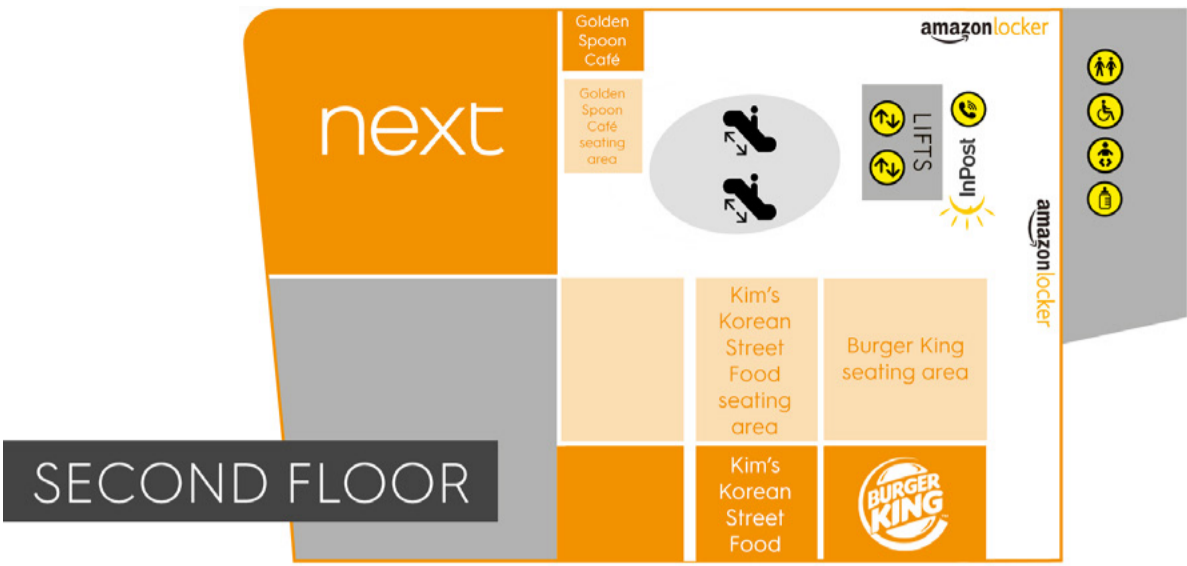 next
Golden
Spoon
Café
Golden
Spoon
Café
seating
area
amazonlocker
LIFTS
InPost
amazonlocker
Kim's
Korean
Street
Food
seating
area
Burger King
seating area
SECOND FLOOR
Kim's
Korean
Street
Food
BURGER
KING